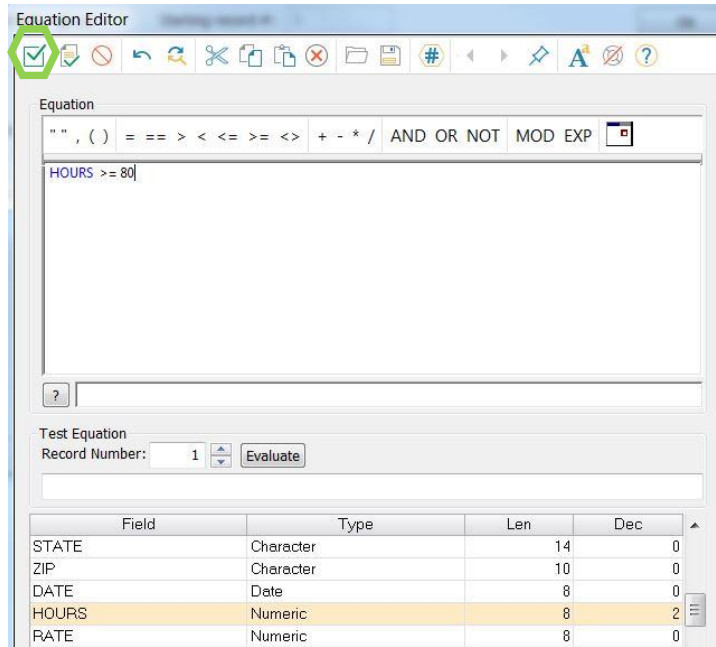 Equation Editor
#
A a ?
Equation
" " , ( ) = == > < <= >= <> + - * / AND OR NOT MOD EXP
HOURS >= 80
?
Test Equation
Record Number: 1 Evaluate
Field Type Len Dec
STATE Character 14 0
ZIP Character 10 0
DATE Date 8 0
HOURS Numeric 8 2
RATE Numeric 8 0